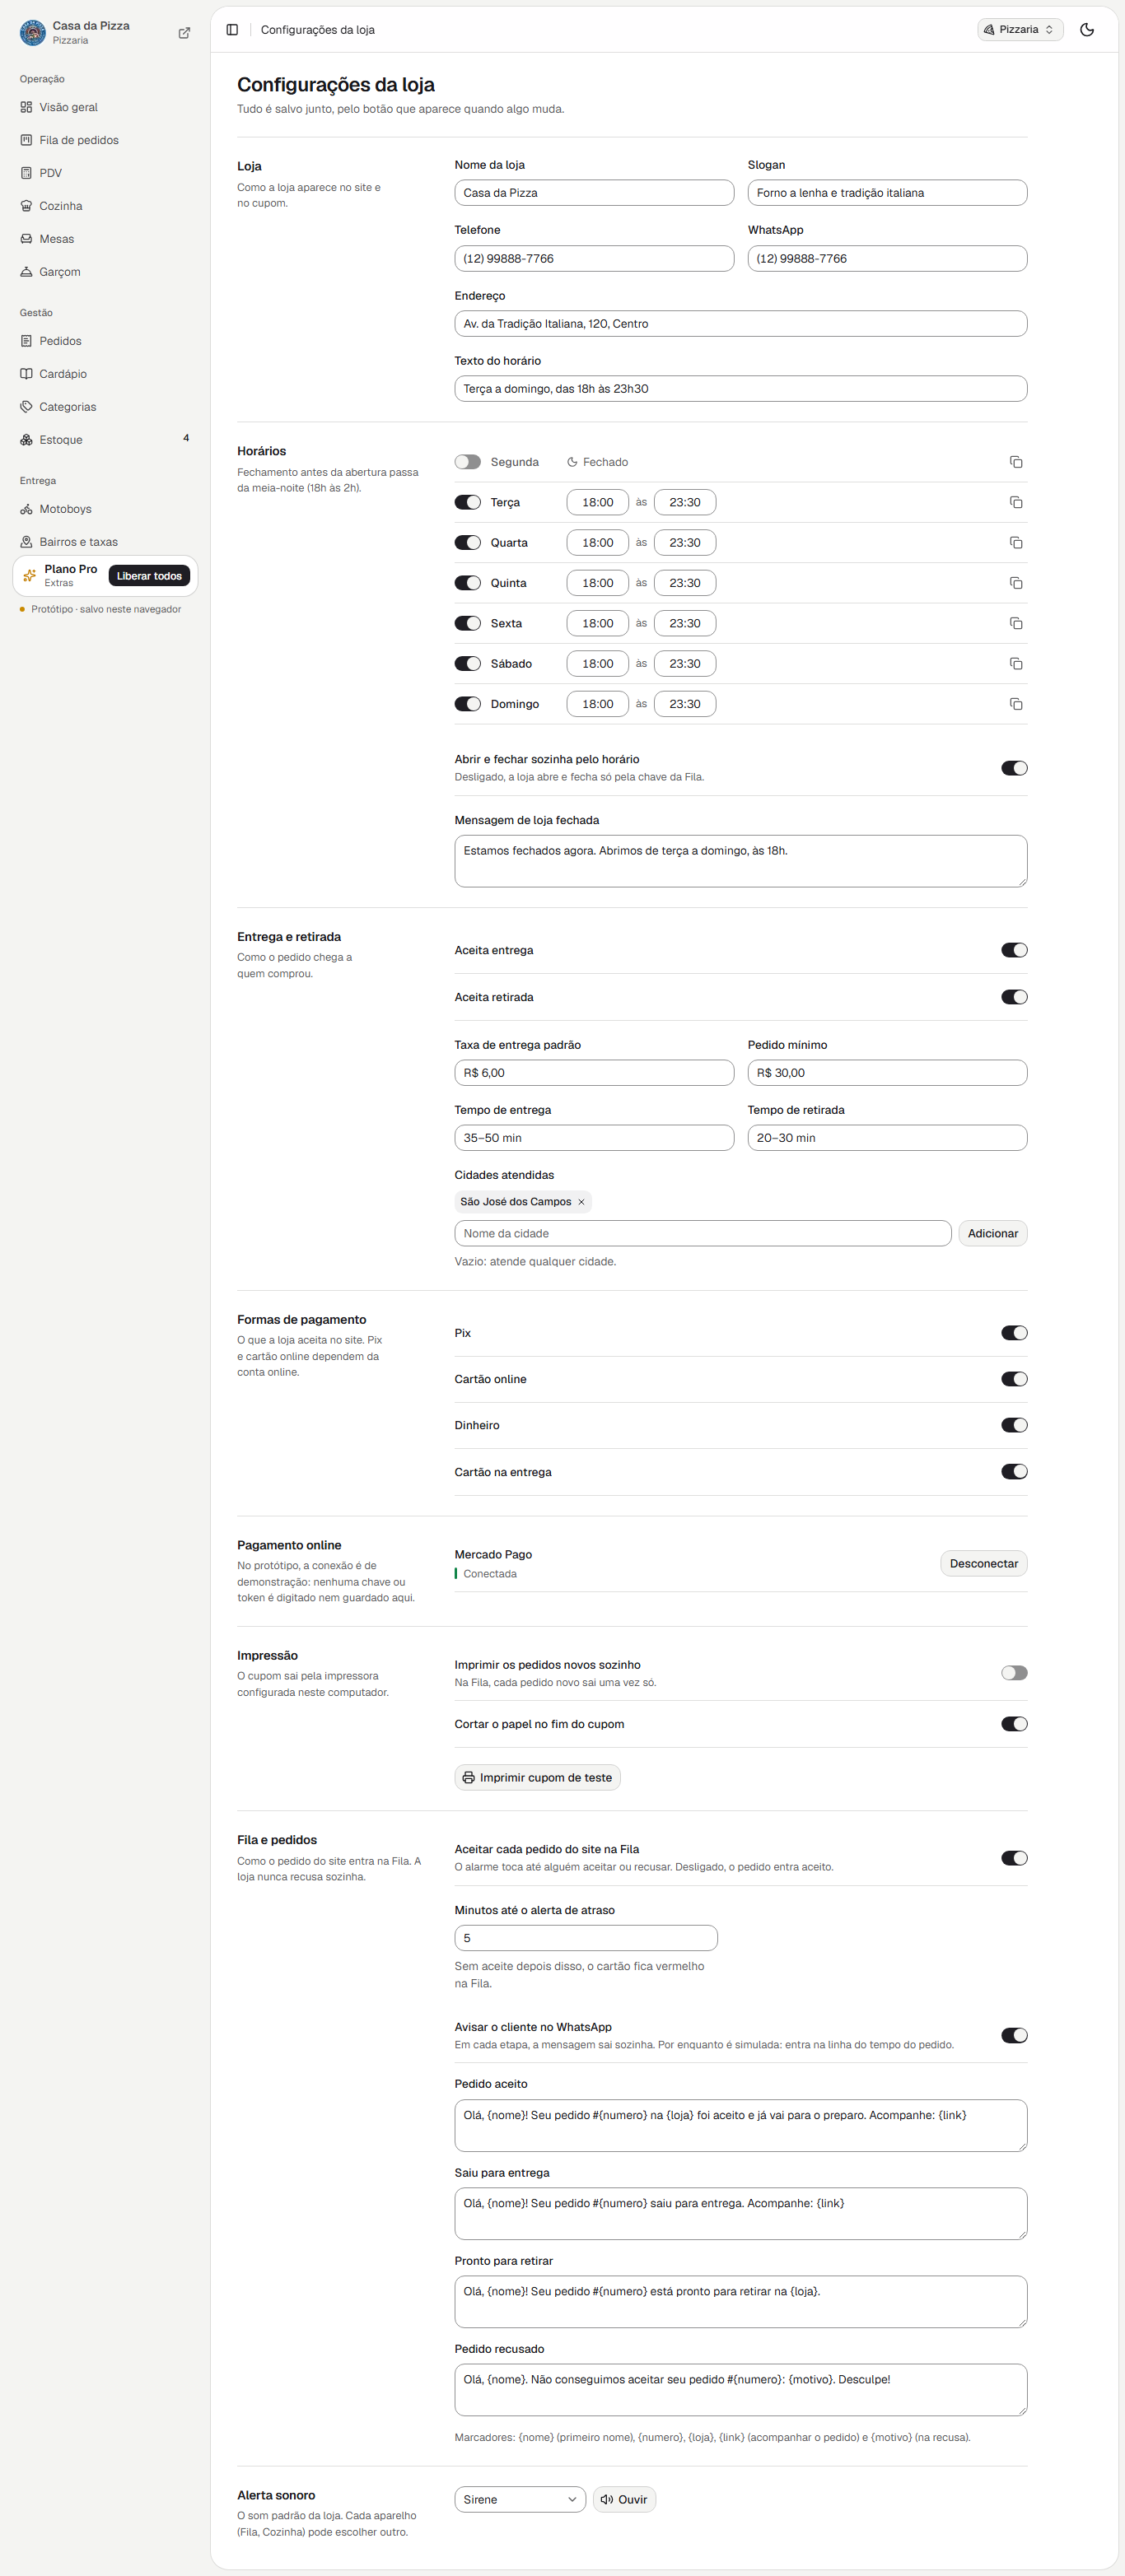 Casa da Pizza
Pizzaria
Operação
Visão geral
Fila de pedidos
PDV
Cozinha
Mesas
Garçom
Gestão
Pedidos
Cardápio
Categorias
Estoque 4
Entrega
Motoboys
Bairros e taxas
Plano Pro
Extras
Liberar todos
Protótipo · salvo neste navegador
Configurações da loja
Pizzaria
Configurações da loja
Tudo é salvo junto, pelo botão que aparece quando algo muda.
Loja
Como a loja aparece no site e
no cupom.
Nome da loja
Casa da Pizza
Slogan
Forno a lenha e tradição italiana
Telefone
(12) 99888-7766
WhatsApp
(12) 99888-7766
Endereço
Av. da Tradição Italiana, 120, Centro
Texto do horário
Terça a domingo, das 18h às 23h30
Horários
Fechamento antes da abertura passa
da meia-noite (18h às 2h).
Segunda Fechado
Terça 18:00 às 23:30
Quarta 18:00 às 23:30
Quinta 18:00 às 23:30
Sexta 18:00 às 23:30
Sábado 18:00 às 23:30
Domingo 18:00 às 23:30
Abrir e fechar sozinha pelo horário
Desligado, a loja abre e fecha só pela chave da Fila.
Mensagem de loja fechada
Estamos fechados agora. Abrimos de terça a domingo, às 18h.
Entrega e retirada
Como o pedido chega a
quem comprou.
Aceita entrega
Aceita retirada
Taxa de entrega padrão
R$ 6,00
Pedido mínimo
R$ 30,00
Tempo de entrega
35–50 min
Tempo de retirada
20–30 min
Cidades atendidas
São José dos Campos ×
Nome da cidade
Adicionar
Vazio: atende qualquer cidade.
Formas de pagamento
O que a loja aceita no site. Pix
e cartão online dependem da
conta online.
Pix
Cartão online
Dinheiro
Cartão na entrega
Pagamento online
No protótipo, a conexão é de
demonstração: nenhuma chave ou
token é digitado nem guardado aqui.
Mercado Pago
Conectada
Desconectar
Impressão
O cupom sai pela impressora
configurada neste computador.
Imprimir os pedidos novos sozinho
Na Fila, cada pedido novo sai uma vez só.
Cortar o papel no fim do cupom
Imprimir cupom de teste
Fila e pedidos
Como o pedido do site entra na Fila. A
loja nunca recusa sozinha.
Aceitar cada pedido do site na Fila
O alarme toca até alguém aceitar ou recusar. Desligado, o pedido entra aceito.
Minutos até o alerta de atraso
5
Sem aceite depois disso, o cartão fica vermelho
na Fila.
Avisar o cliente no WhatsApp
Em cada etapa, a mensagem sai sozinha. Por enquanto é simulada: entra na linha do tempo do pedido.
Pedido aceito
Olá, {nome}! Seu pedido #{numero} na {loja} foi aceito e já vai para o preparo. Acompanhe: {link}
Saiu para entrega
Olá, {nome}! Seu pedido #{numero} saiu para entrega. Acompanhe: {link}
Pronto para retirar
Olá, {nome}! Seu pedido #{numero} está pronto para retirar na {loja}.
Pedido recusado
Olá, {nome}. Não conseguimos aceitar seu pedido #{numero}: {motivo}. Desculpe!
Marcadores: {nome} (primeiro nome), {numero}, {loja}, {link} (acompanhar o pedido) e {motivo} (na recusa).
Alerta sonoro
O som padrão da loja. Cada aparelho
(Fila, Cozinha) pode escolher outro.
Sirene
Ouvir